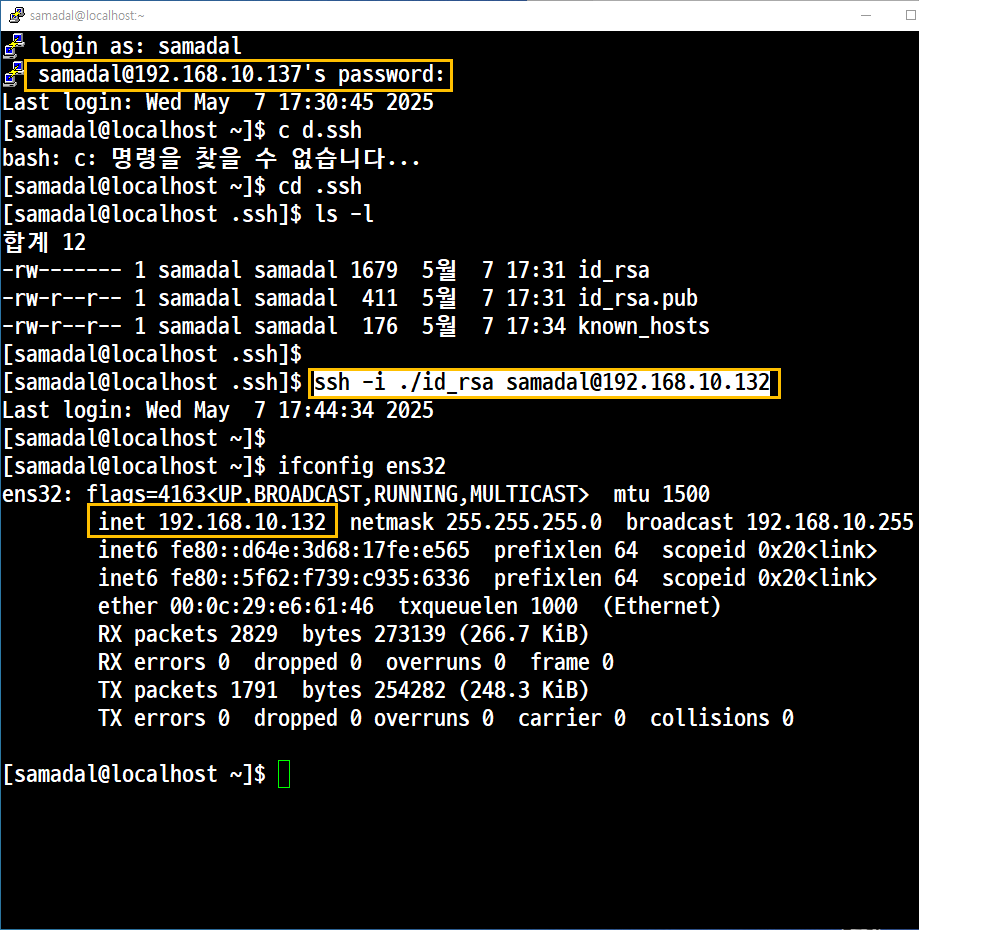 samadal@localhost:~
login as: samadal
samadal@192.168.10.137's password:
Last login: Wed May  7 17:30:45 2025
[samadal@localhost ~]$ c d.ssh
bash: c: 명령을 찾을 수 없습니다...
[samadal@localhost ~]$ cd .ssh
[samadal@localhost .ssh]$ ls -l
합계 12
-rw------- 1 samadal samadal 1679  5월  7 17:31 id_rsa
-rw-r--r-- 1 samadal samadal  411  5월  7 17:31 id_rsa.pub
-rw-r--r-- 1 samadal samadal  176  5월  7 17:34 known_hosts
[samadal@localhost .ssh]$
[samadal@localhost .ssh]$ ssh -i ./id_rsa samadal@192.168.10.132
Last login: Wed May  7 17:44:34 2025
[samadal@localhost ~]$
[samadal@localhost ~]$ ifconfig ens32
ens32: flags=4163<UP,BROADCAST,RUNNING,MULTICAST>  mtu 1500
        inet 192.168.10.132  netmask 255.255.255.0  broadcast 192.168.10.255
        inet6 fe80::d64e:3d68:17fe:e565  prefixlen 64  scopeid 0x20<link>
        inet6 fe80::5f62:f739:c935:6336  prefixlen 64  scopeid 0x20<link>
        ether 00:0c:29:e6:61:46  txqueuelen 1000  (Ethernet)
        RX packets 2829  bytes 273139 (266.7 KiB)
        RX errors 0  dropped 0  overruns 0  frame 0
        TX packets 1791  bytes 254282 (248.3 KiB)
        TX errors 0  dropped 0 overruns 0  carrier 0  collisions 0
[samadal@localhost ~]$